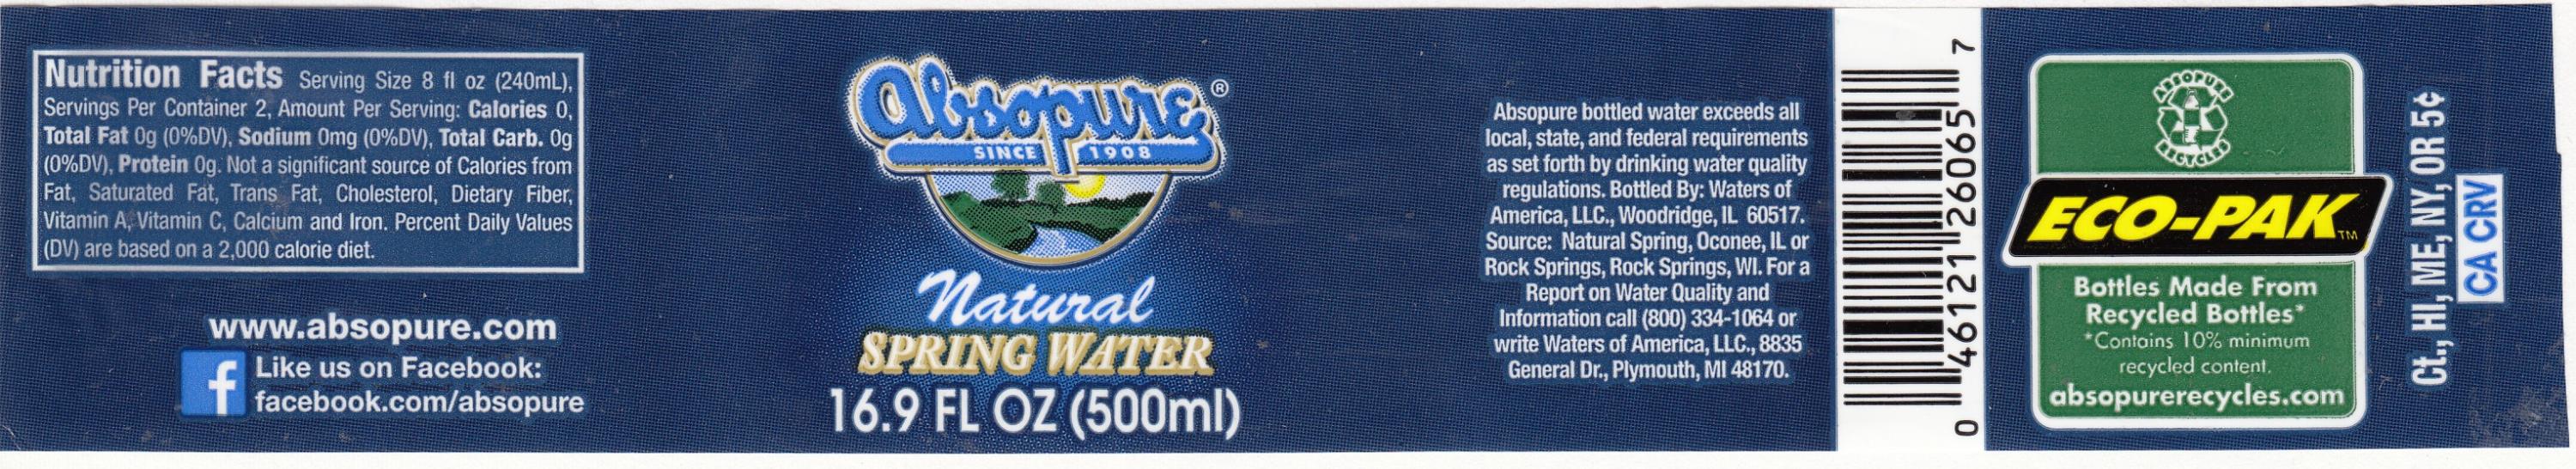 Nutrition Facts Serving Size 8 fl oz (240mL),
Servings Per Container 2, Amount Per Serving: Calories 0,
Total Fat 0g (0%DV), Sodium 0mg (0%DV), Total Carb. 0g
(0%DV), Protein 0g. Not a significant source of Calories from
Fat, Saturated Fat, Trans Fat, Cholesterol, Dietary Fiber,
Vitamin A, Vitamin C, Calcium and Iron. Percent Daily Values
(DV) are based on a 2,000 calorie diet.
www.absopure.com
f
Like us on Facebook:
facebook.com/absopure
Absopure®
SINCE 1908
Natural
SPRING WATER
16.9 FL OZ (500ml)
Absopure bottled water exceeds all
local, state, and federal requirements
as set forth by drinking water quality
regulations. Bottled By: Waters of
America, LLC., Woodridge, IL 60517.
Source: Natural Spring, Oconee, IL or
Rock Springs, Rock Springs, WI. For a
Report on Water Quality and
Information call (800) 334-1064 or
write Waters of America, LLC., 8835
General Dr., Plymouth, MI 48170.
0 46121 26065 7
ABSOPURE
RECYCLES
ECO-PAK™
Bottles Made From
Recycled Bottles*
*Contains 10% minimum
recycled content.
absopurerecycles.com
Ct., HI, ME, NY, OR 5¢
CA CRV